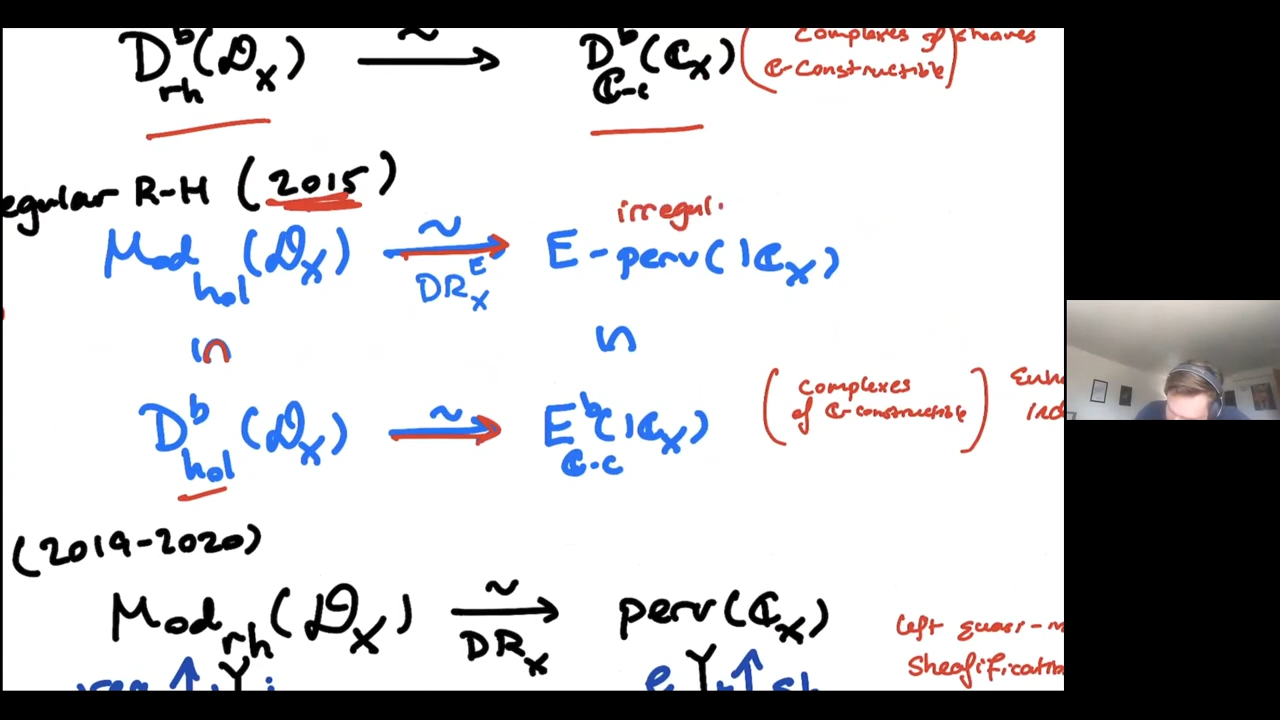 D^b_rh(𝒟_X) ⟶~ D^b_ℂ-c(ℂ_X) (complexes of sheaves
ℂ-constructible)
egular R-H (2015)
irregul.
Mod_hol(𝒟_X) ⟶~ DR^E_X E-perv(Iℂ_X)
∩ ∩
(complexes
of ℂ-constructible)
D^b_hol(𝒟_X) ⟶~ E^b_ℂ-c(Iℂ_X)
(2019-2020)
Mod_rh(𝒟_X) ⟶~ DR_X perv(ℂ_X)
left quasi-
Sheafificatio